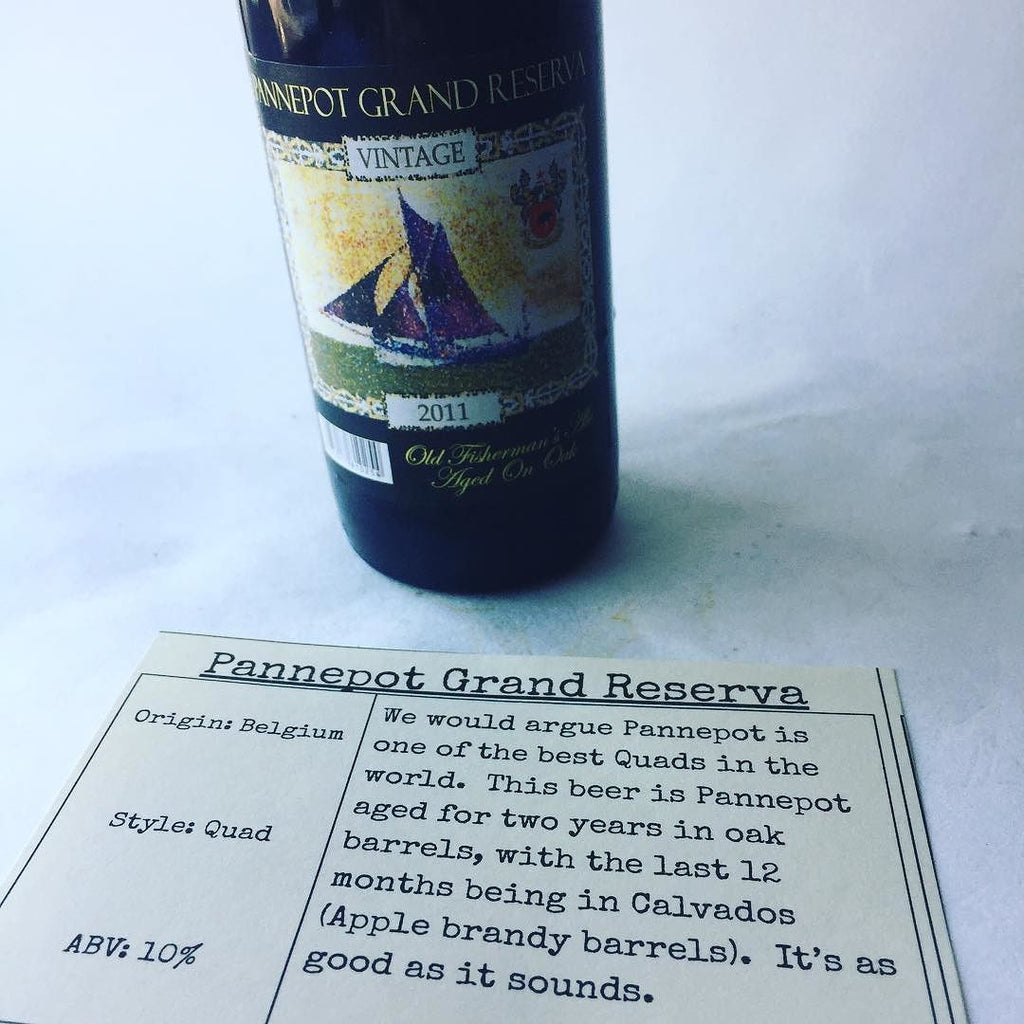 PANNEPOT GRAND RESERVA
VINTAGE
2011
Old Fisherman's Ale
Aged On Oak
Pannepot Grand Reserva
Origin: Belgium
Style: Quad
ABV: 10%
We would argue Pannepot is
one of the best Quads in the
world. This beer is Pannepot
aged for two years in oak
barrels, with the last 12
months being in Calvados
(Apple brandy barrels). It's as
good as it sounds.